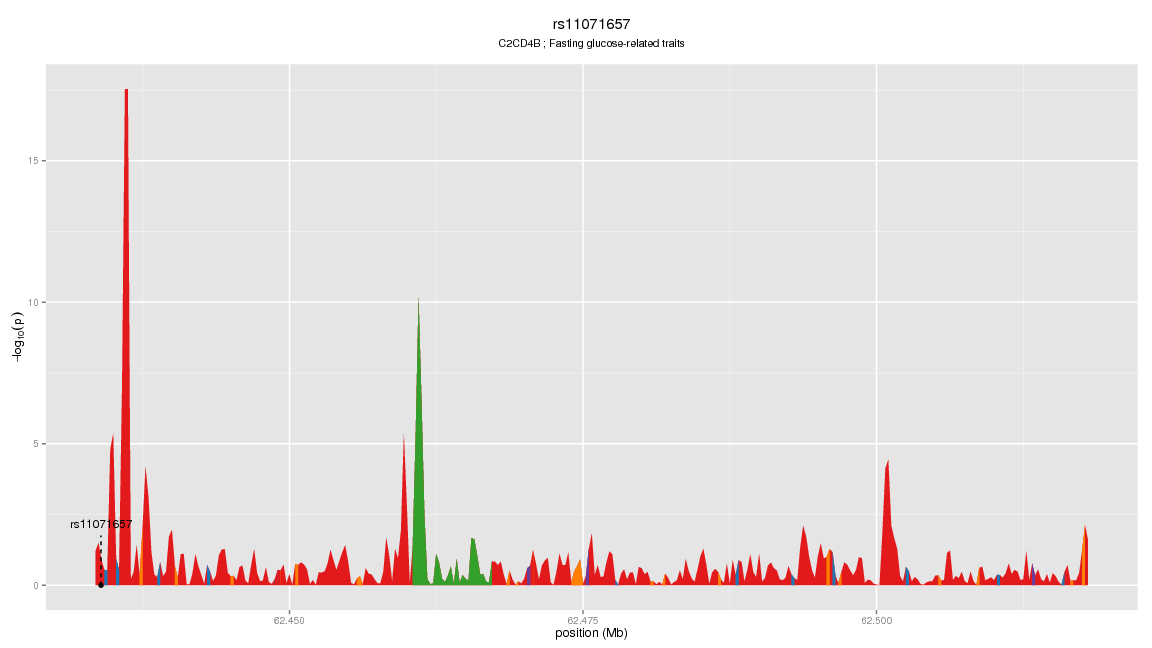 rs11071657
C2CD4B ; Fasting glucose-related traits
15
10
5
0
−log10(p)
rs11071657
62.450
62.475
62.500
position (Mb)